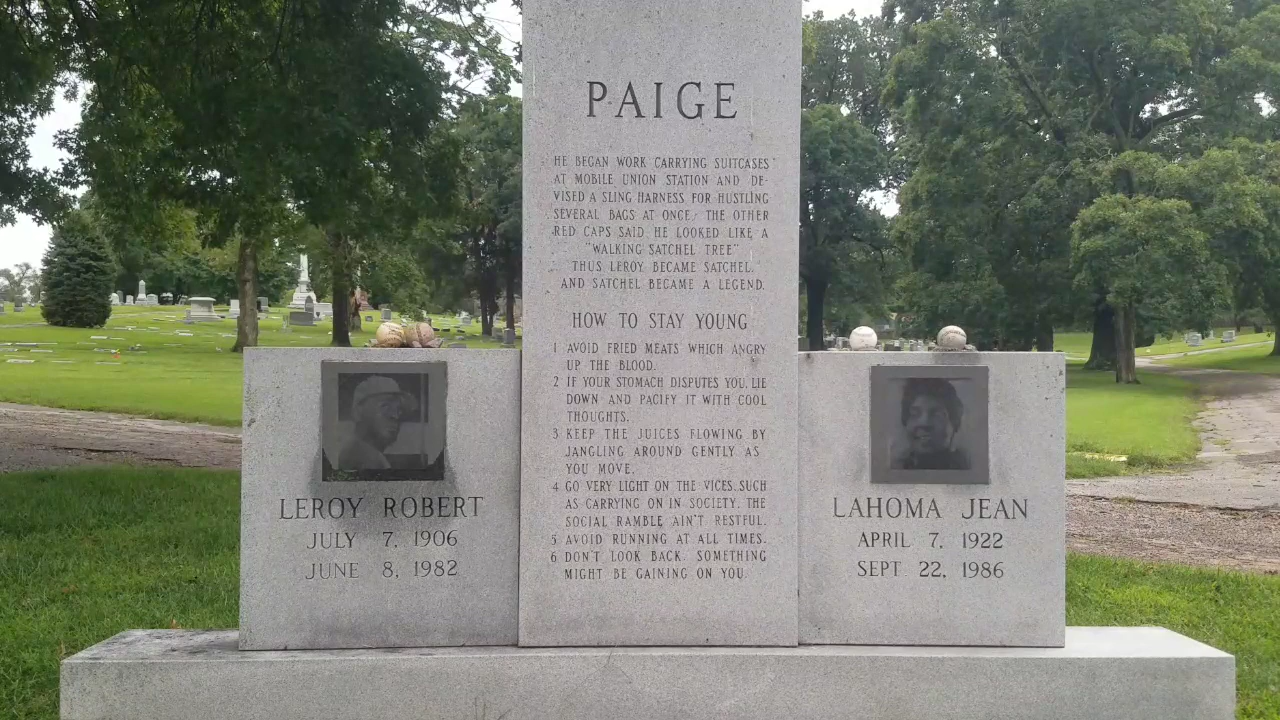 PAIGE
HE BEGAN WORK CARRYING SUITCASES
AT MOBILE UNION STATION AND DE-
VISED A SLING HARNESS FOR HUSTLING
SEVERAL BAGS AT ONCE. THE OTHER
RED CAPS SAID HE LOOKED LIKE A
"WALKING SATCHEL TREE"
THUS LEROY BECAME SATCHEL.
AND SATCHEL BECAME A LEGEND.
HOW TO STAY YOUNG
1 AVOID FRIED MEATS WHICH ANGRY
UP THE BLOOD.
2 IF YOUR STOMACH DISPUTES YOU, LIE
DOWN AND PACIFY IT WITH COOL
THOUGHTS.
3 KEEP THE JUICES FLOWING BY
JANGLING AROUND GENTLY AS
YOU MOVE.
4 GO VERY LIGHT ON THE VICES, SUCH
AS CARRYING ON IN SOCIETY. THE
SOCIAL RAMBLE AIN'T RESTFUL.
5 AVOID RUNNING AT ALL TIMES.
6 DON'T LOOK BACK. SOMETHING
MIGHT BE GAINING ON YOU.
LEROY ROBERT
JULY 7, 1906
JUNE 8, 1982
LAHOMA JEAN
APRIL 7, 1922
SEPT. 22, 1986